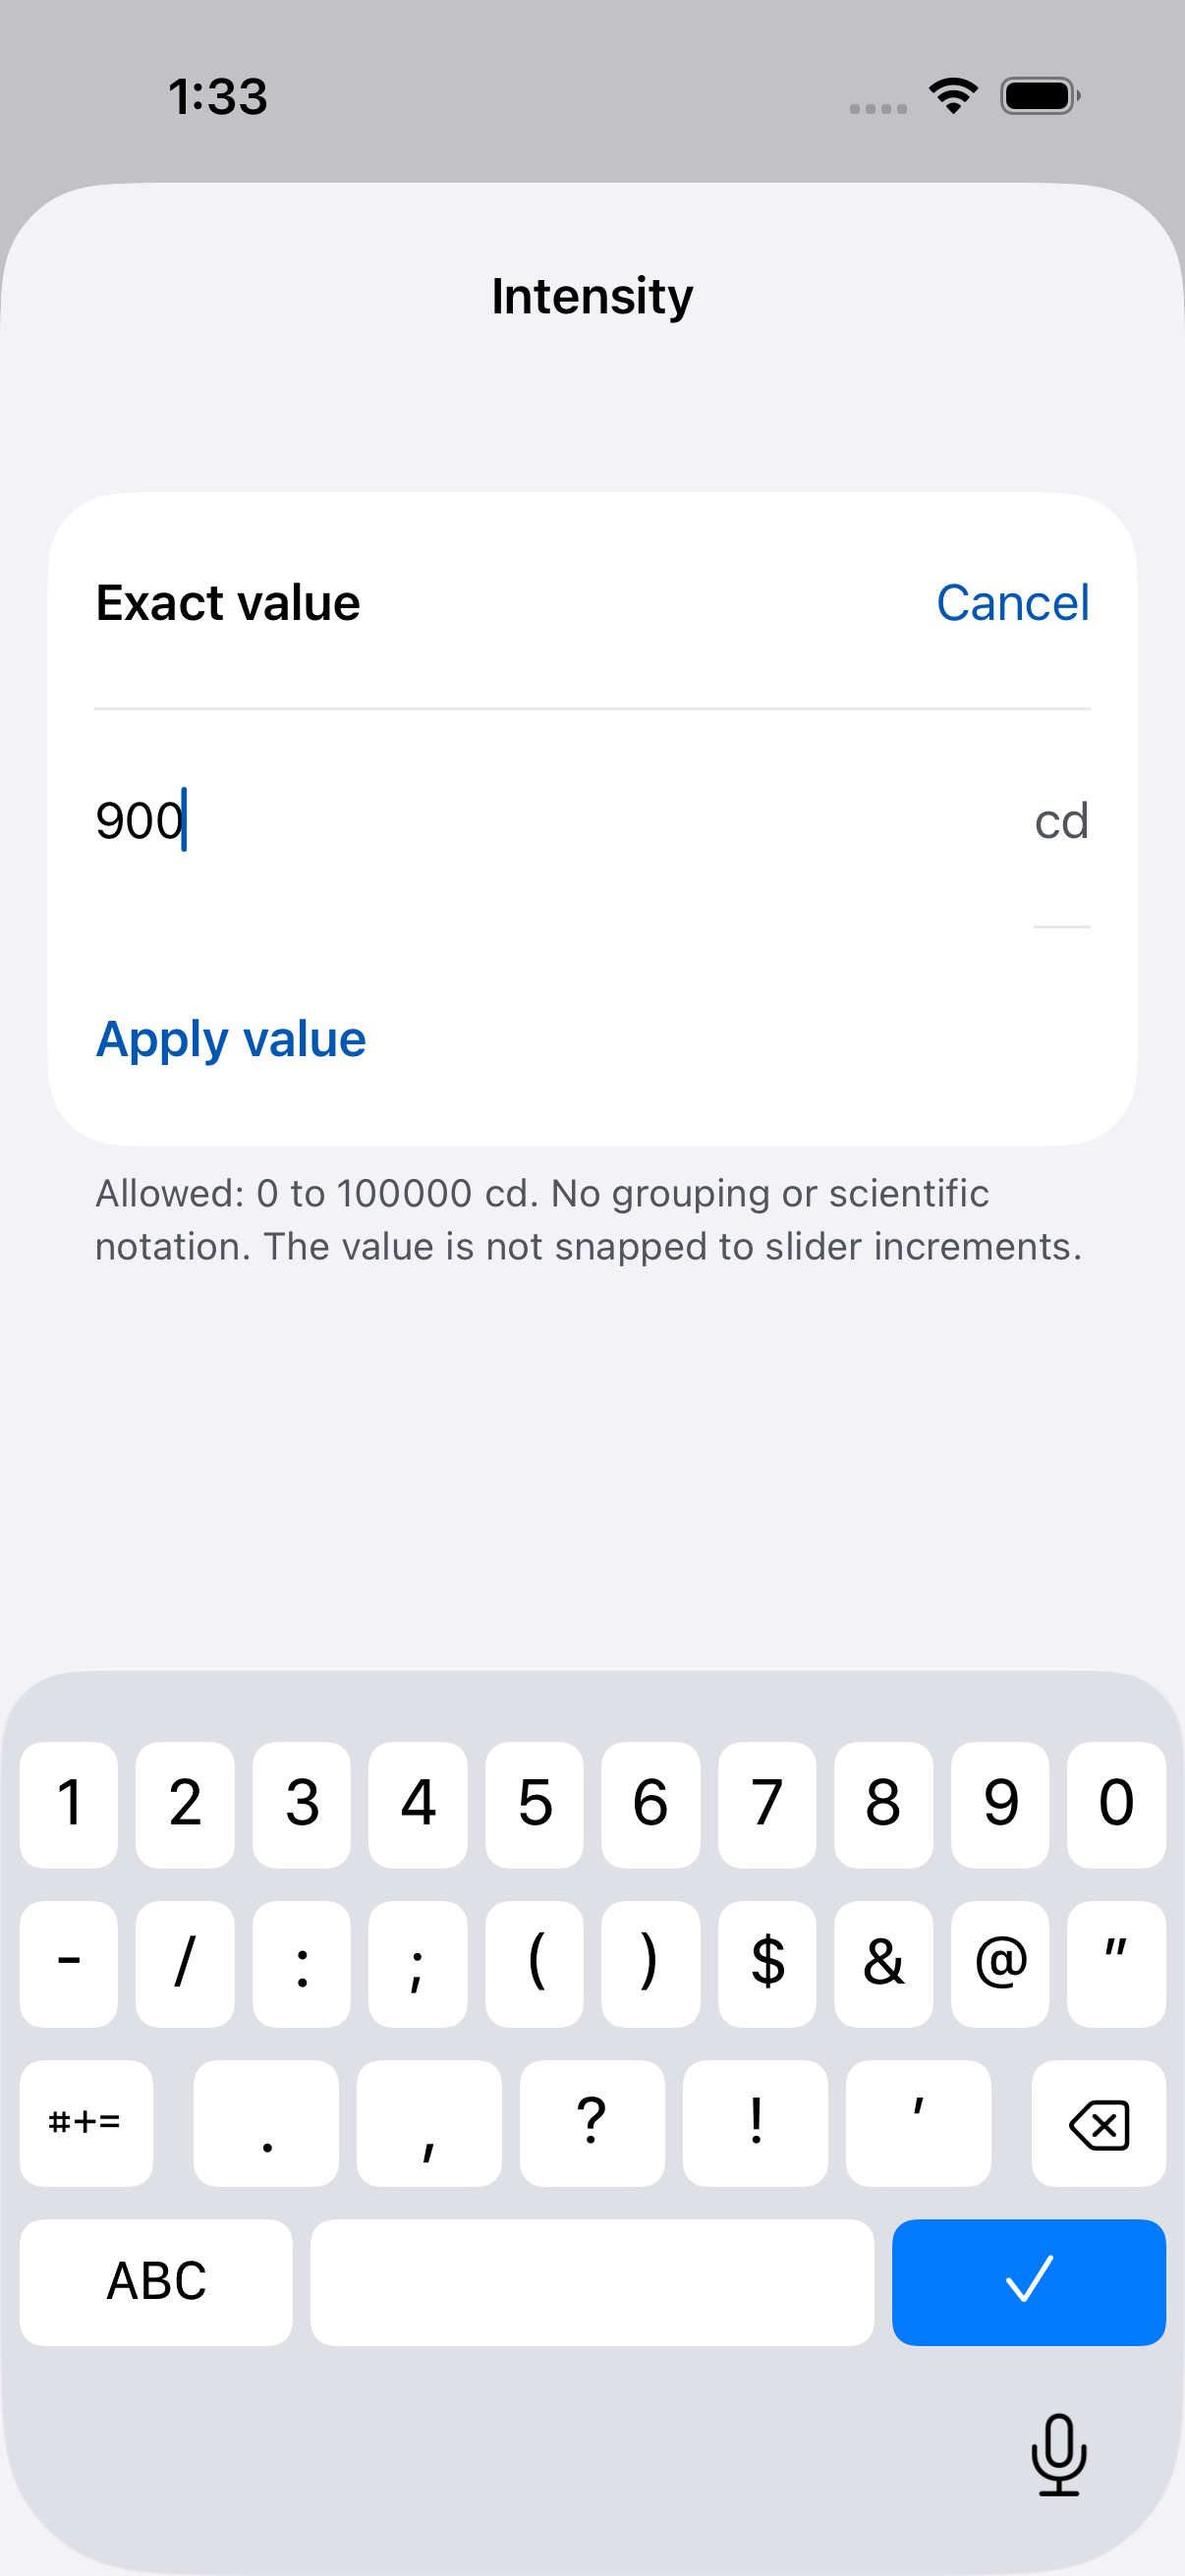 1:33
Intensity
Exact value
Cancel
900
cd
Apply value
Allowed: 0 to 100000 cd. No grouping or scientific
notation. The value is not snapped to slider increments.
1 2 3 4 5 6 7 8 9 0
- / : ; ( ) $ & @ "
#+= . , ? ! '
ABC